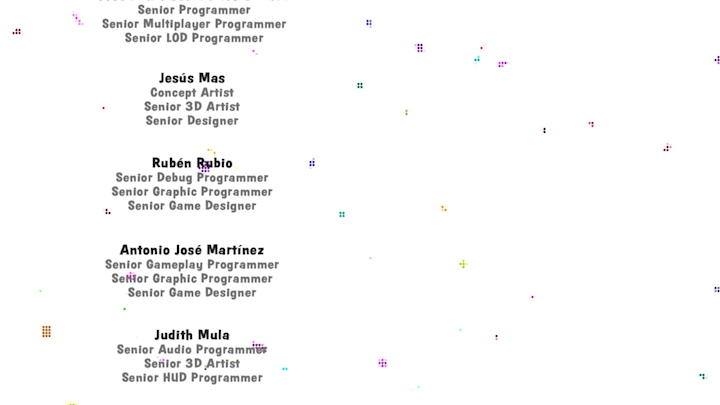 Senior Programmer
Senior Multiplayer Programmer
Senior LOD Programmer
Jesús Mas
Concept Artist
Senior 3D Artist
Senior Designer
Rubén Rubio
Senior Debug Programmer
Senior Graphic Programmer
Senior Game Designer
Antonio José Martínez
Senior Gameplay Programmer
Senior Graphic Programmer
Senior Game Designer
Judith Mula
Senior Audio Programmer
Senior 3D Artist
Senior HUD Programmer